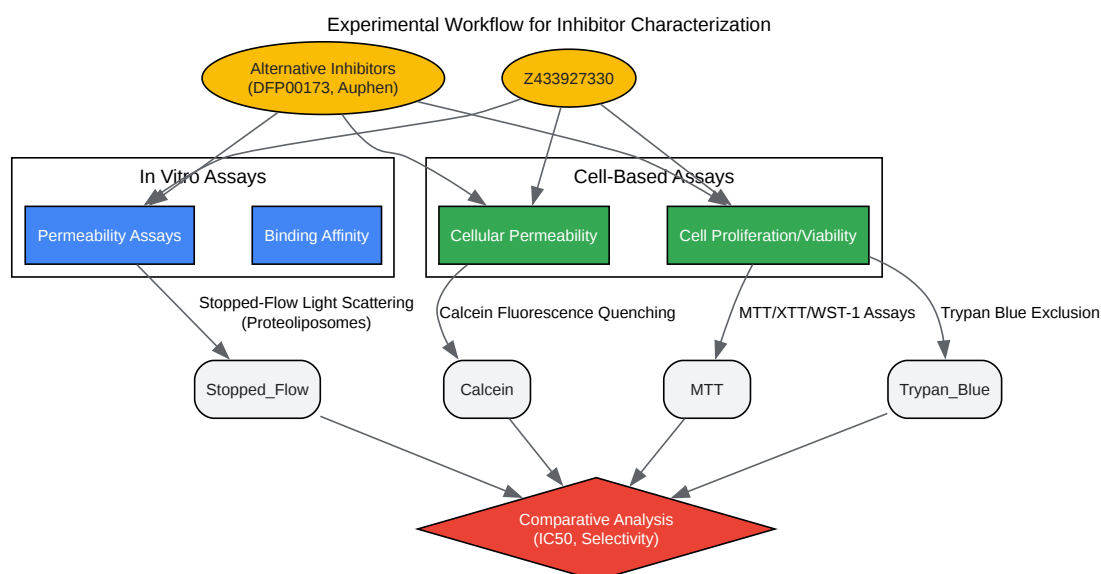 Experimental Workflow for Inhibitor Characterization
Alternative Inhibitors
(DFP00173, Auphen)
Z433927330
In Vitro Assays
Cell-Based Assays
Permeability Assays
Binding Affinity
Cellular Permeability
Cell Proliferation/Viability
Stopped-Flow Light Scattering
(Proteoliposomes)
Calcein Fluorescence Quenching
MTT/XTT/WST-1 Assays
Trypan Blue Exclusion
Stopped_Flow
Calcein
MTT
Trypan_Blue
Comparative Analysis
(IC50, Selectivity)